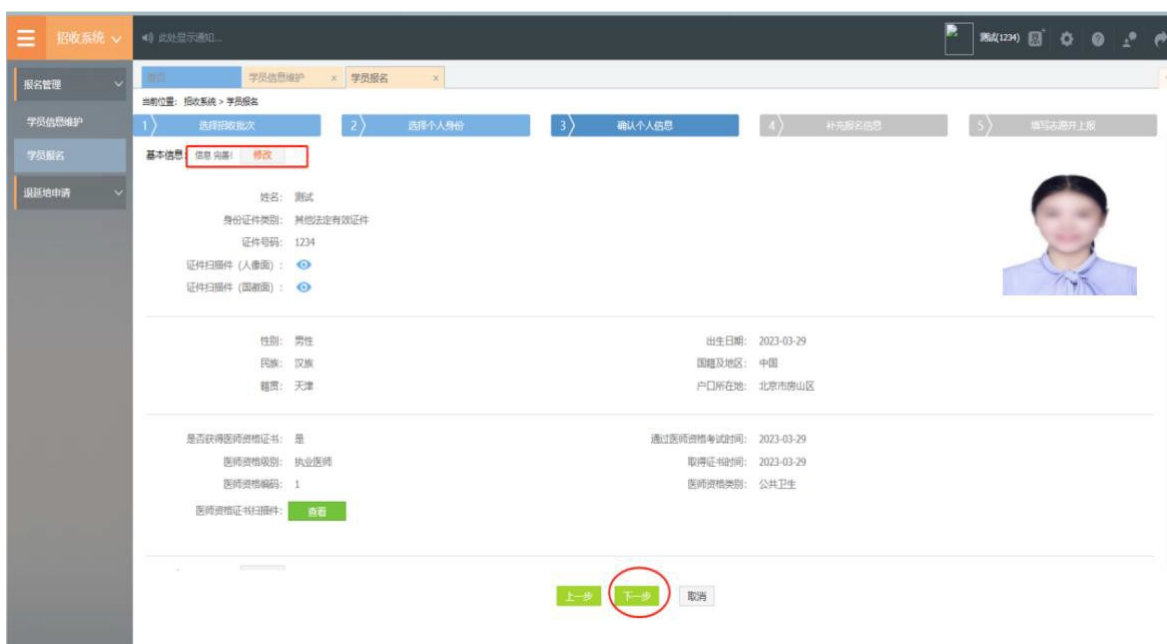 招收系统
此处显示通知...
测试(1234)
报名管理
首页
学员信息维护 ×
学员报名 ×
当前位置： 招收系统 > 学员报名
学员信息维护
1 选择招收批次
2 选择个人身份
3 确认个人信息
4 补充报名信息
5 填写志愿并上报
学员报名
基本信息: 信息 完善! 修改
退延培申请
姓名： 测试
身份证件类别： 其他法定有效证件
证件号码： 1234
证件扫描件（人像面）：
证件扫描件（国徽面）：
性别： 男性
出生日期： 2023-03-29
民族： 汉族
国籍及地区： 中国
籍贯： 天津
户口所在地： 北京市房山区
是否获得医师资格证书： 是
通过医师资格考试时间： 2023-03-29
医师资格级别： 执业医师
取得证书时间： 2023-03-29
医师资格编码： 1
医师资格类别： 公共卫生
医师资格证书扫描件： 查看
上一步
下一步
取消